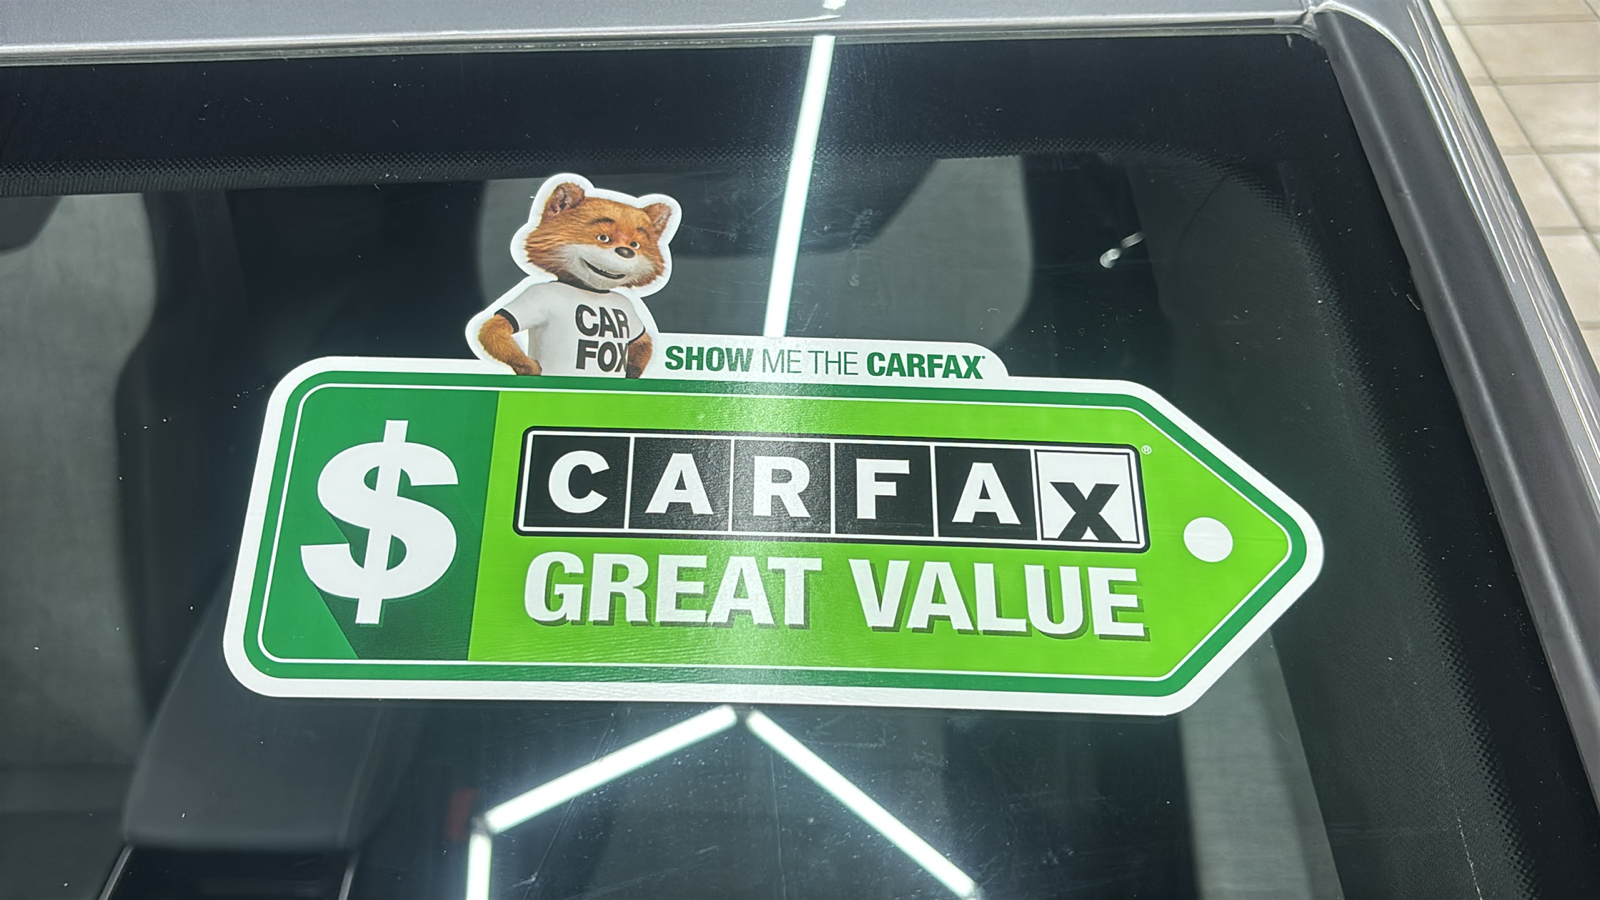 CAR
FOX
SHOW ME THE CARFAX®
$
CARFAX®
GREAT VALUE